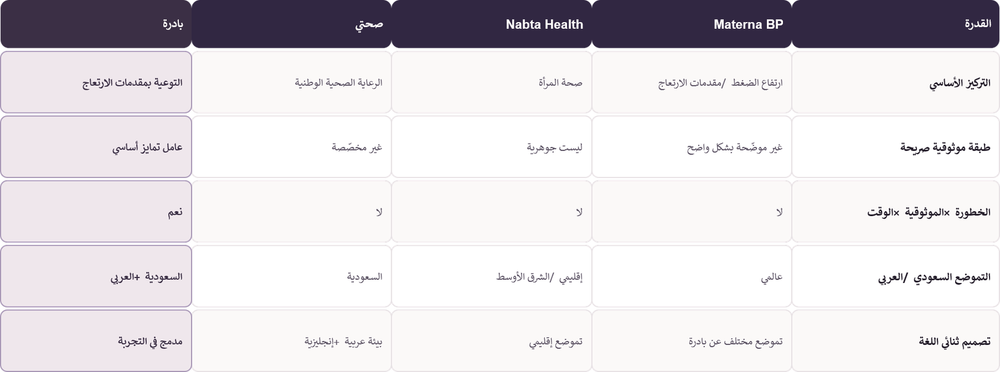 القدرة
Materna BP
Nabta Health
صحتي
بادرة
التركيز الأساسي
ارتفاع الضغط /مقدمات الارتعاج
صحة المرأة
الرعاية الصحية الوطنية
التوعية بمقدمات الارتعاج
طبقة موثوقية صريحة
غير موضّحة بشكل واضح
ليست جوهرية
غير مخصّصة
عامل تمايز أساسي
الخطورة ×الموثوقية ×الوقت
لا
لا
لا
نعم
التموضع السعودي /العربي
عالمي
إقليمي /الشرق الأوسط
السعودية
السعودية +العربي
تصميم ثنائي اللغة
تموضع مختلف عن بادرة
تموضع إقليمي
بيئة عربية +إنجليزية
مدمج في التجربة